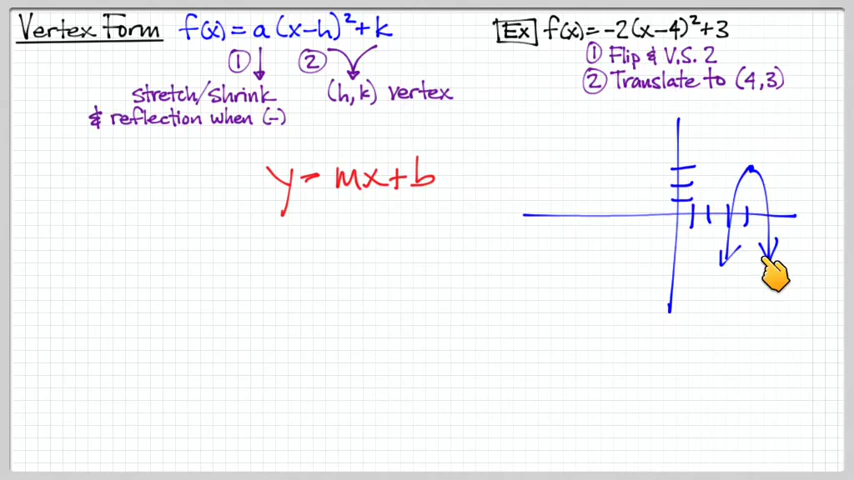 Vertex Form f(x) = a(x-h)²+k
① ②
stretch/shrink
& reflection when (-)
(h,k) vertex
Ex f(x) = -2(x-4)²+3
① Flip & V.S. 2
② Translate to (4,3)
y = mx+b